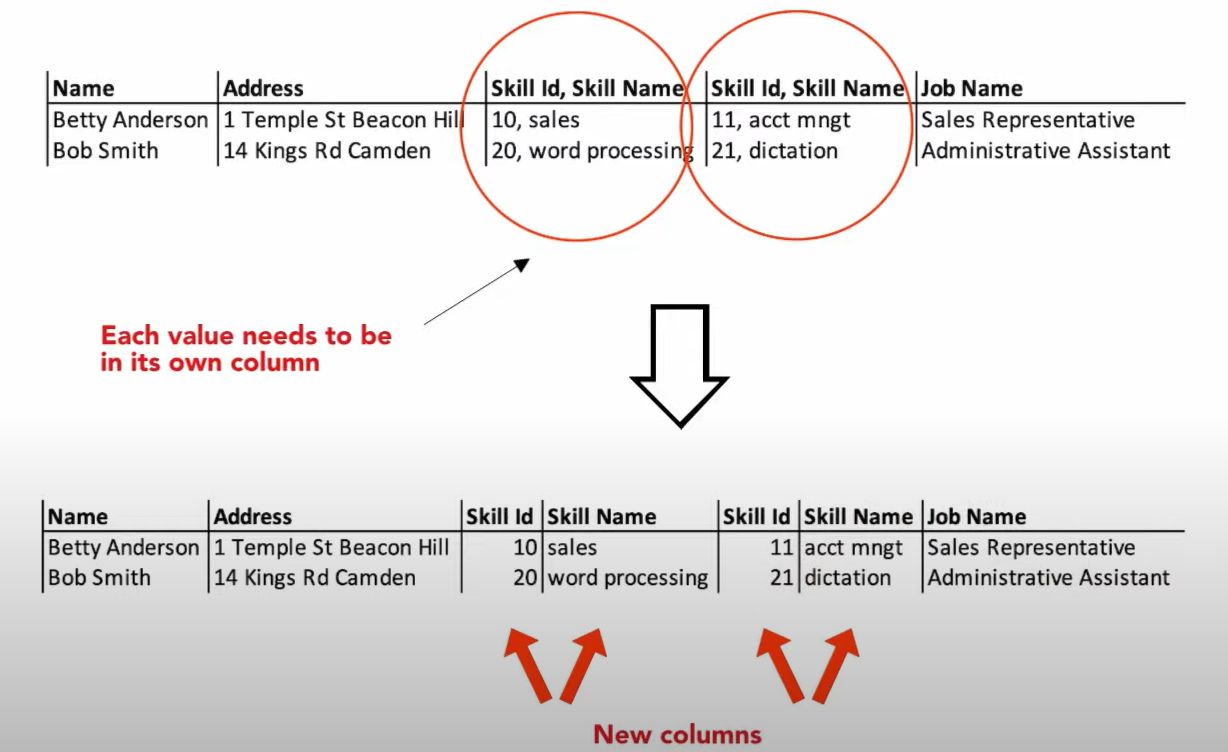 Name Address Skill Id, Skill Name Skill Id, Skill Name Job Name
Betty Anderson 1 Temple St Beacon Hill 10, sales 11, acct mngt Sales Representative
Bob Smith 14 Kings Rd Camden 20, word processing 21, dictation Administrative Assistant
Each value needs to be
in its own column
Name Address Skill Id Skill Name Skill Id Skill Name Job Name
Betty Anderson 1 Temple St Beacon Hill 10 sales 11 acct mngt Sales Representative
Bob Smith 14 Kings Rd Camden 20 word processing 21 dictation Administrative Assistant
New columns